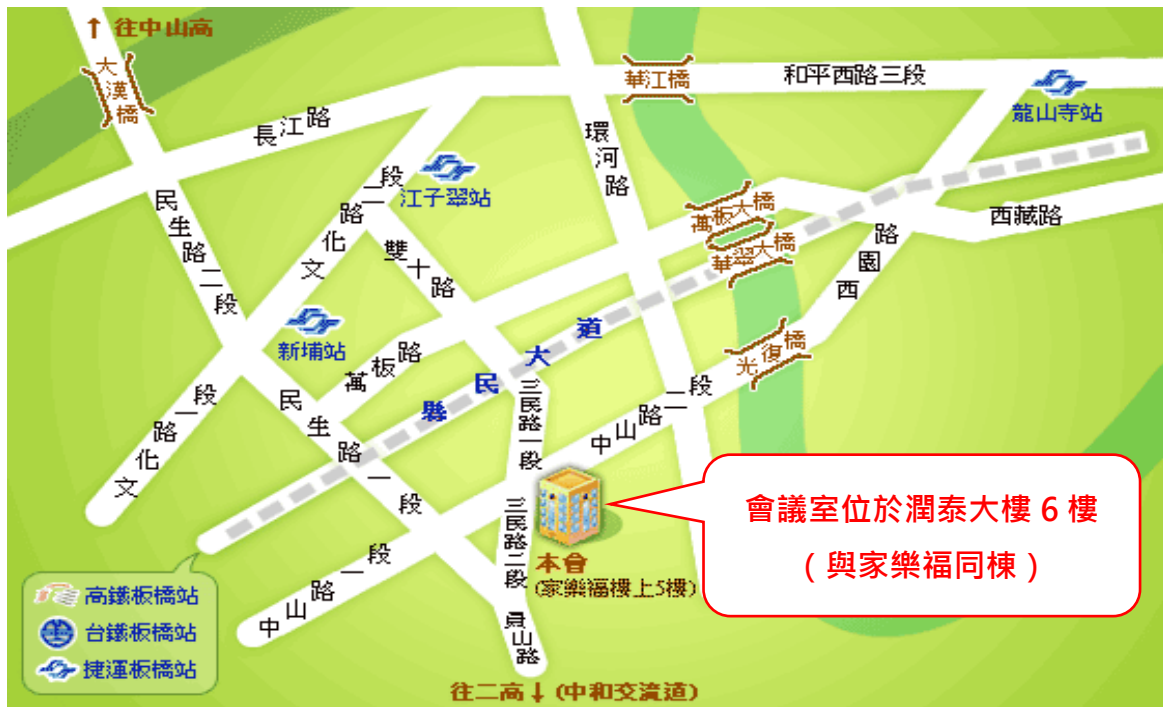 ↑ 往中山高
大漢橋
長江路
華江橋
和平西路三段
龍山寺站
環河路
江子翠站
文化路二段
民生路二段
雙十路
萬板大橋
華翠大橋
西藏路
西園路
新埔站
萬板路
縣民大道
光復橋
文化路一段
民生路一段
三民路一段
中山路二段
三民路二段
中山路一段
員山路
本會
(家樂福樓上5樓)
會議室位於潤泰大樓 6 樓
(與家樂福同棟)
高鐵板橋站
台鐵板橋站
捷運板橋站
往二高↓(中和交流道)